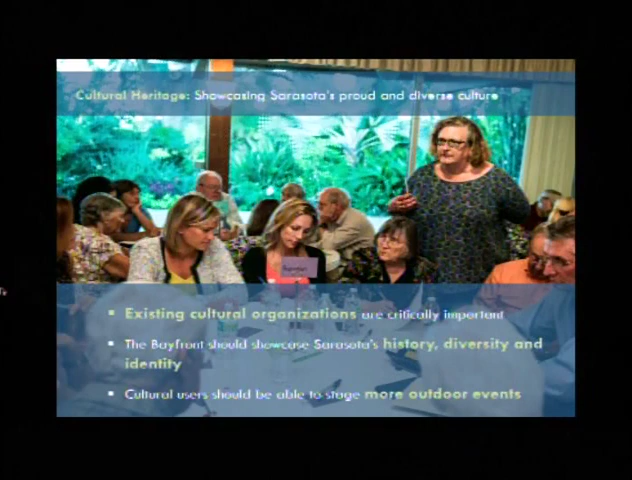 Cultural Heritage: Showcasing Sarasota's proud and diverse culture
▪ Existing cultural organizations are critically important
▪ The Bayfront should showcase Sarasota's history, diversity and
identity
▪ Cultural users should be able to stage more outdoor events